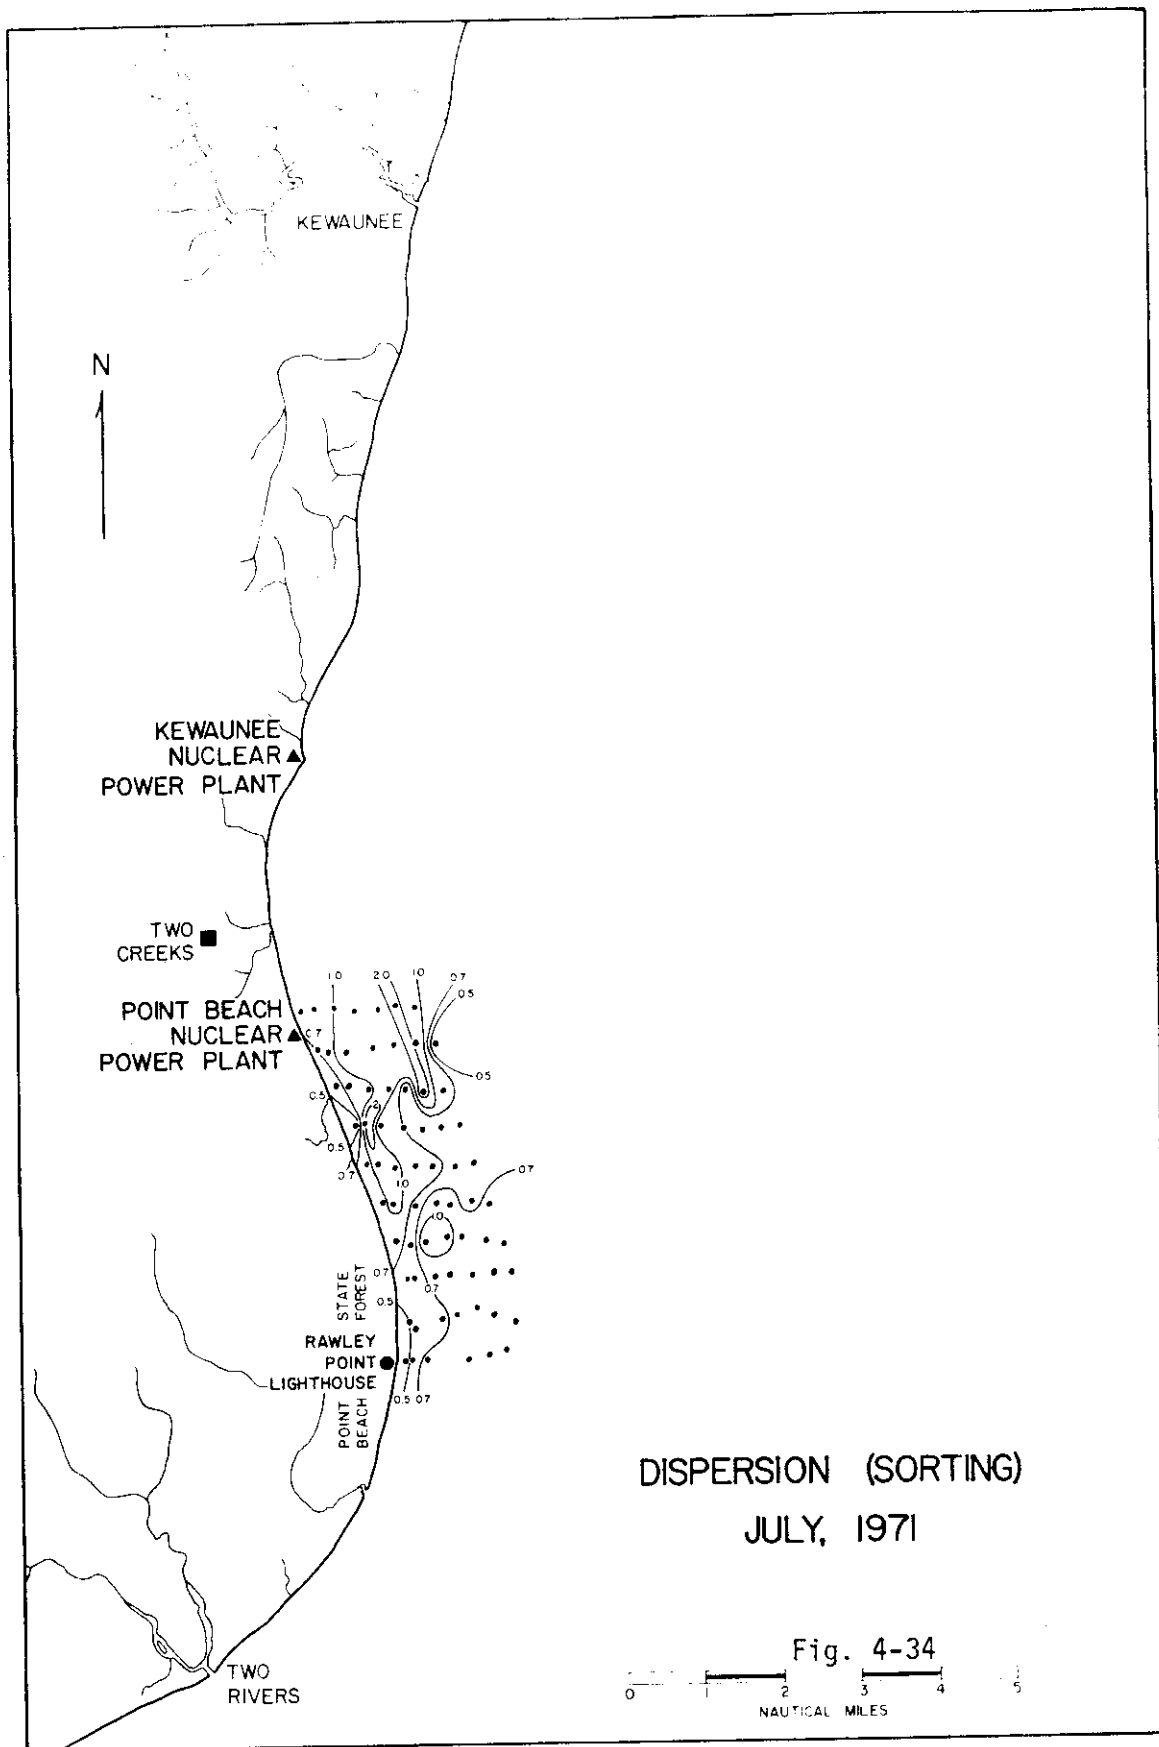 KEWAUNEE
N
KEWAUNEE
NUCLEAR
POWER PLANT
TWO
CREEKS
1.0 2.0 1.0 0.7
0.5
POINT BEACH
NUCLEAR
POWER PLANT
0.7
0.5
0.5
2
0.5
0.7
1.0
0.7
1.0
0.7
0.7
0.5
STATE
FOREST
RAWLEY
POINT
LIGHTHOUSE
0.5 0.7
POINT
BEACH
DISPERSION (SORTING)
JULY, 1971
Fig. 4-34
0 1 2 3 4 5
NAUTICAL MILES
TWO
RIVERS